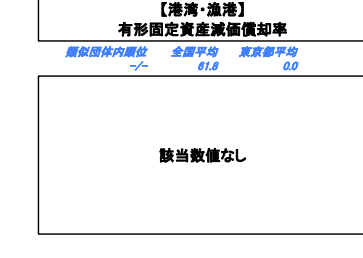 【港湾・漁港】
有形固定資産減価償却率
類似団体内順位 全国平均 東京都平均
-/- 61.8 0.0
該当数値なし